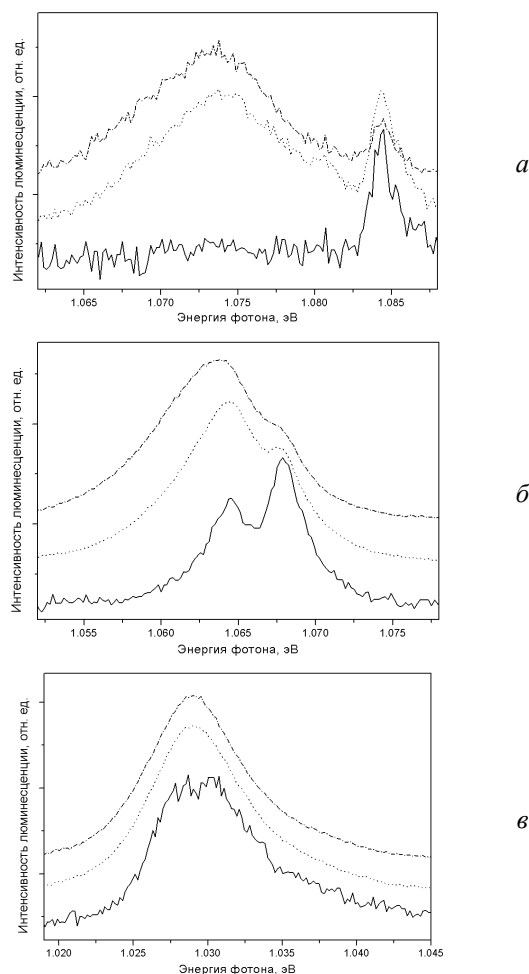 Интенсивность люминесценции, отн. ед.
а
1.065 1.070 1.075 1.080 1.085
Энергия фотона, эВ
Интенсивность люминесценции, отн. ед.
б
1.055 1.060 1.065 1.070 1.075
Энергия фотона, эВ
Интенсивность люминесценции, отн. ед.
в
1.020 1.025 1.030 1.035 1.040 1.045
Энергия фотона, эВ